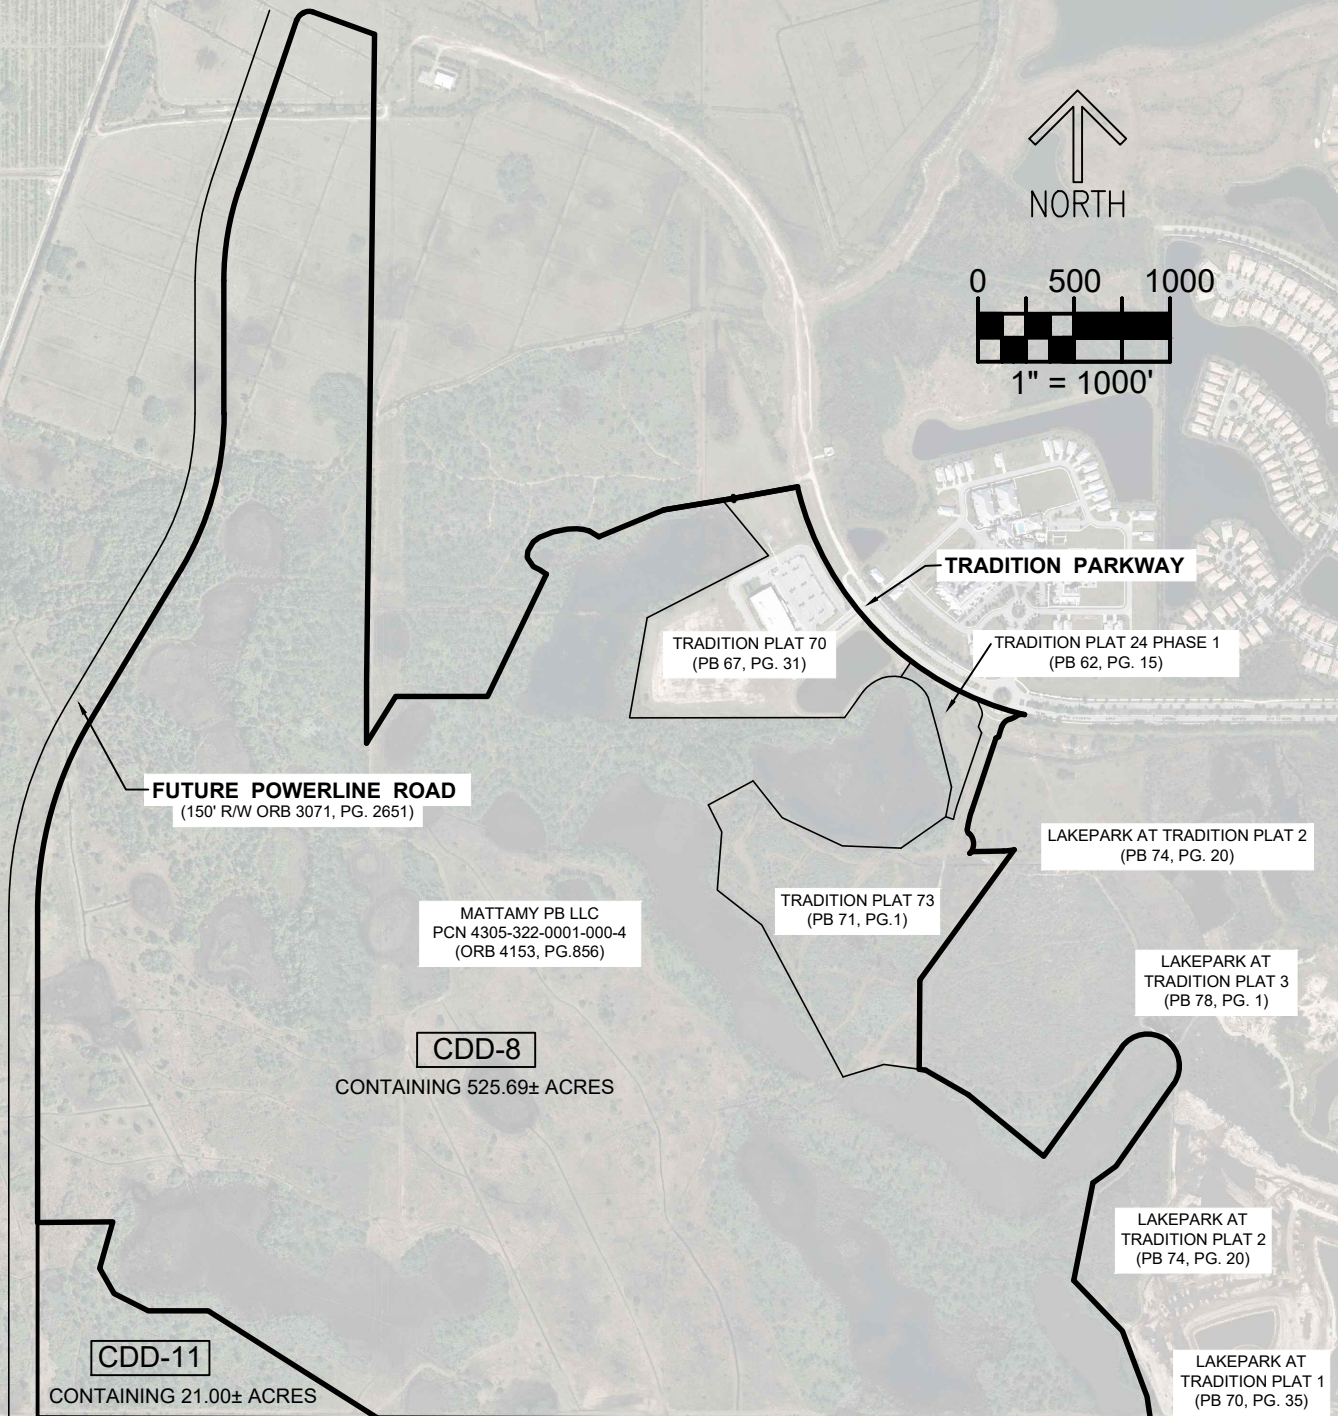 NORTH
0 500 1000
1" = 1000'
TRADITION PARKWAY
TRADITION PLAT 70
(PB 67, PG. 31)
TRADITION PLAT 24 PHASE 1
(PB 62, PG. 15)
FUTURE POWERLINE ROAD
(150' R/W ORB 3071, PG. 2651)
LAKEPARK AT TRADITION PLAT 2
(PB 74, PG. 20)
TRADITION PLAT 73
(PB 71, PG.1)
MATTAMY PB LLC
PCN 4305-322-0001-000-4
(ORB 4153, PG.856)
LAKEPARK AT
TRADITION PLAT 3
(PB 78, PG. 1)
CDD-8
CONTAINING 525.69± ACRES
LAKEPARK AT
TRADITION PLAT 2
(PB 74, PG. 20)
CDD-11
CONTAINING 21.00± ACRES
LAKEPARK AT
TRADITION PLAT 1
(PB 70, PG. 35)